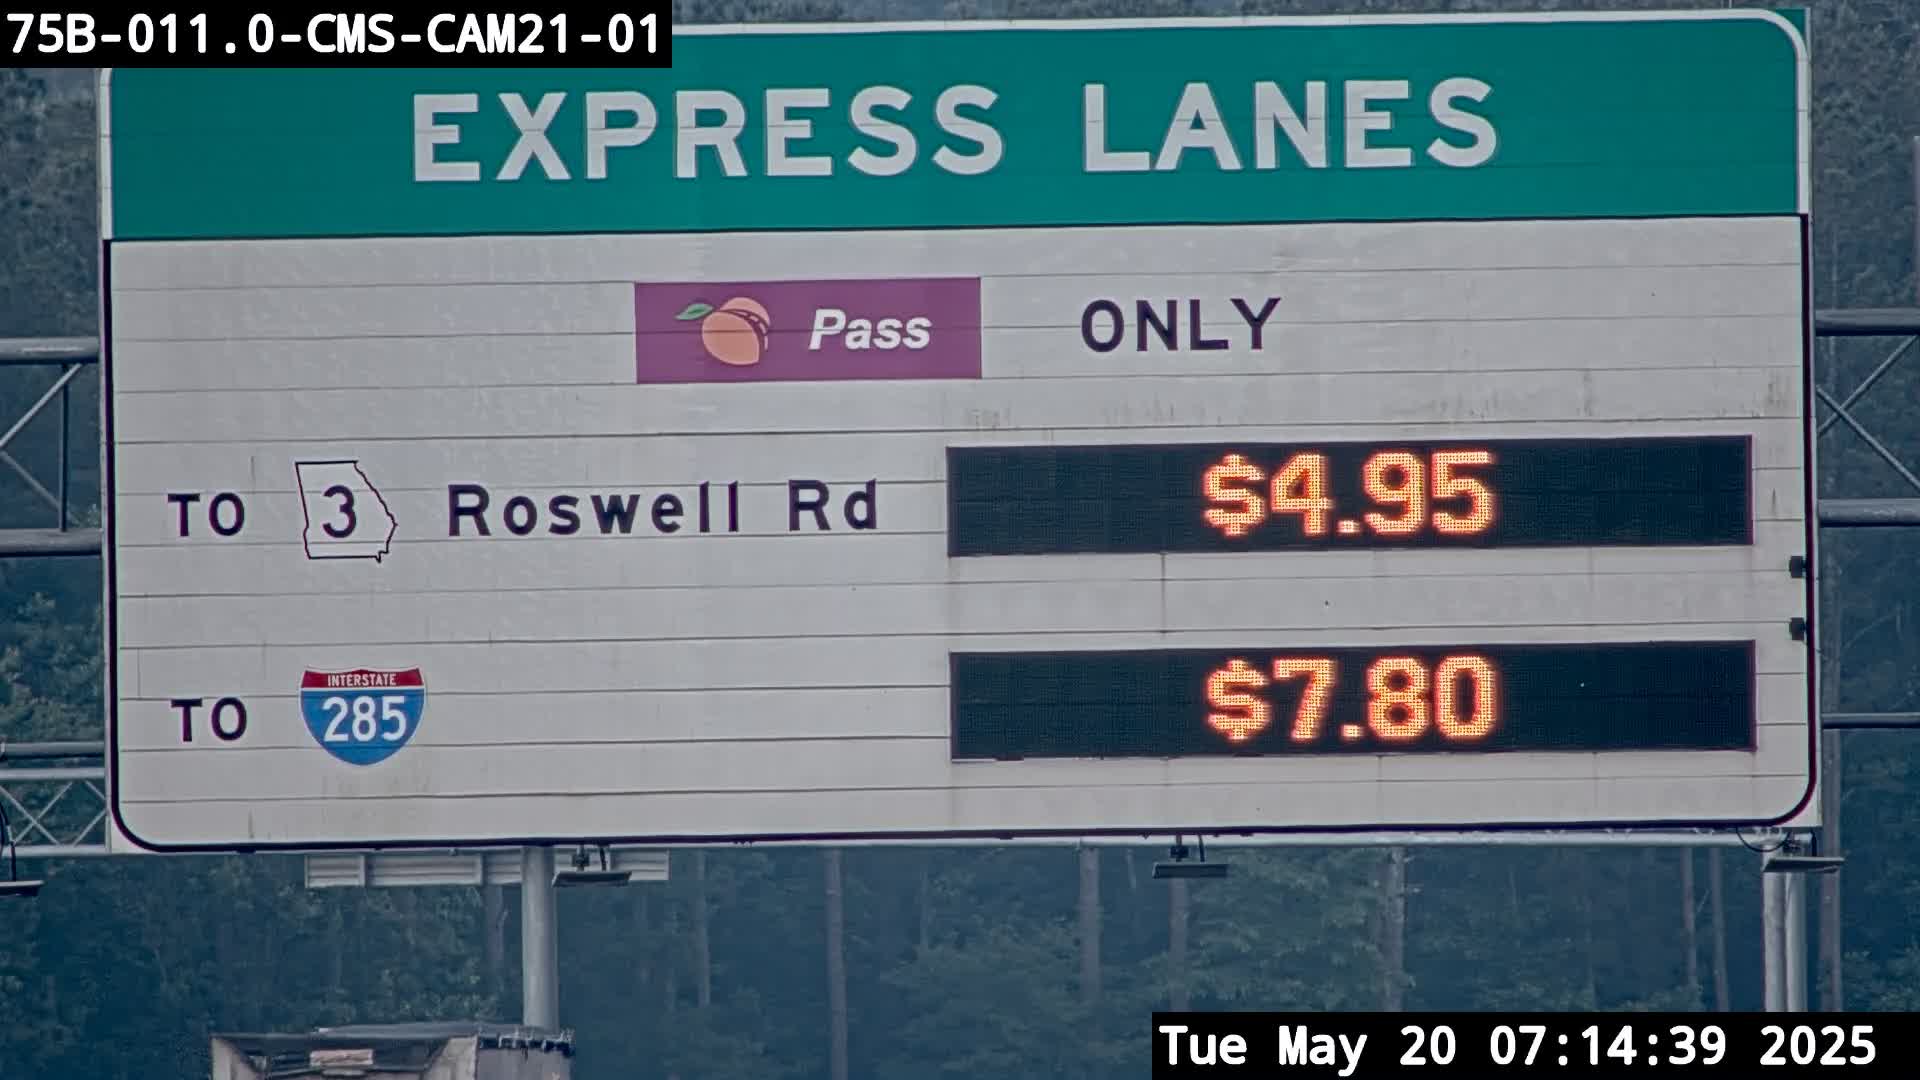 75B-011.0-CMS-CAM21-01
EXPRESS LANES
Pass ONLY
TO 3 Roswell Rd $4.95
INTERSTATE
TO 285 $7.80
Tue May 20 07:14:39 2025